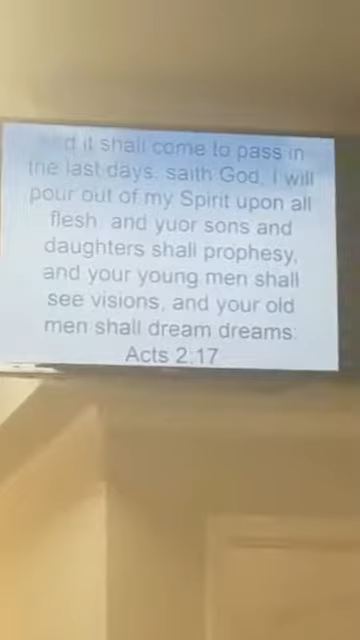 d it shall come to pass in
the last days, saith God, I will
pour out of my Spirit upon all
flesh, and yuor sons and
daughters shall prophesy,
and your young men shall
see visions, and your old
men shall dream dreams:
Acts 2:17